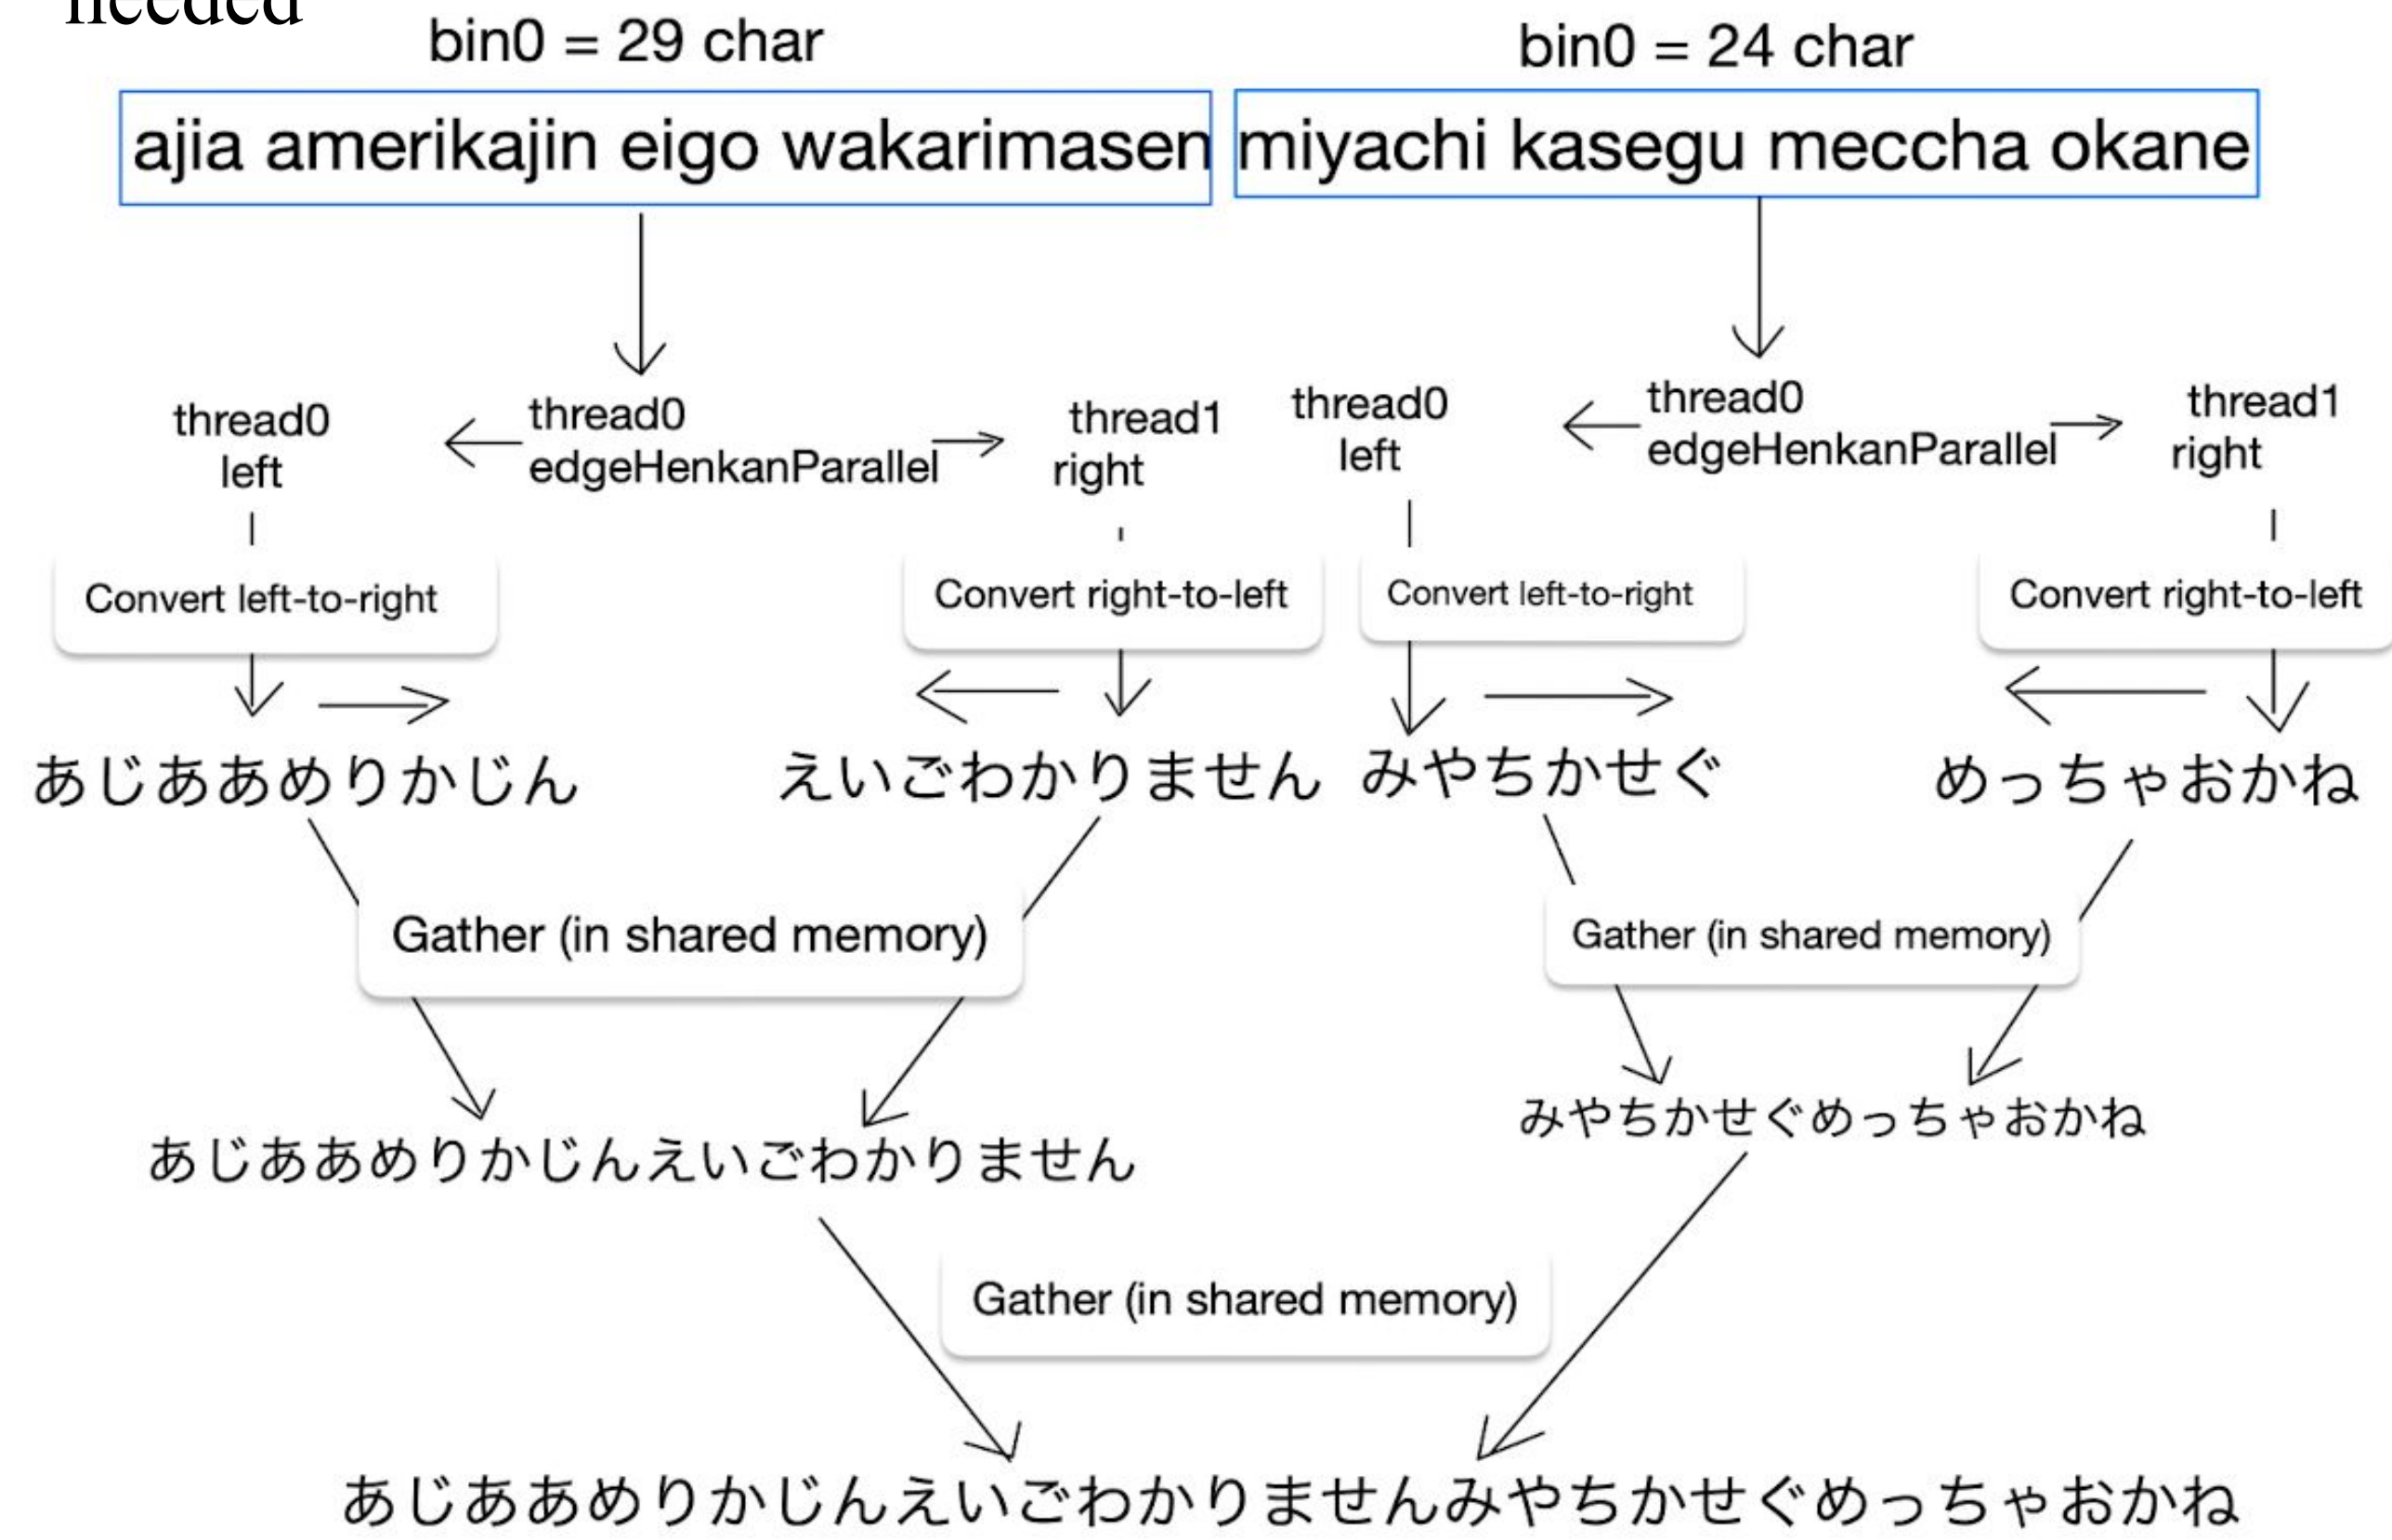 needed
bin0 = 29 char
bin0 = 24 char
ajia amerikajin eigo wakarimasen
miyachi kasegu meccha okane
thread0
left
thread0
edgeHenkanParallel
thread1
right
thread0
left
thread0
edgeHenkanParallel
thread1
right
Convert left-to-right
Convert right-to-left
Convert left-to-right
Convert right-to-left
あじああめりかじん
えいごわかりません
みやちかせぐ
めっちゃおかね
Gather (in shared memory)
Gather (in shared memory)
あじああめりかじんえいごわかりません
みやちかせぐめっちゃおかね
Gather (in shared memory)
あじああめりかじんえいごわかりませんみやちかせぐめっちゃおかね